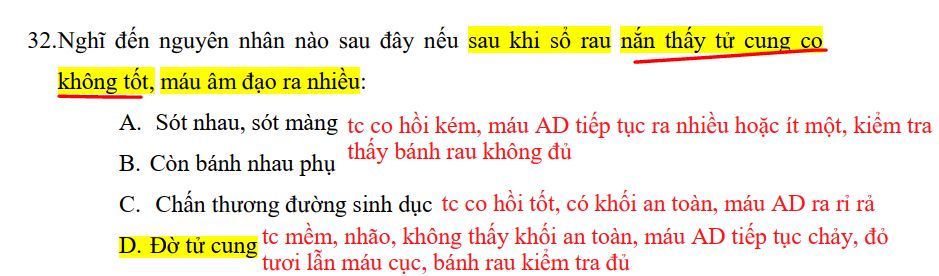 32.Nghĩ đến nguyên nhân nào sau đây nếu sau khi sổ rau nắn thấy tử cung co
không tốt, máu âm đạo ra nhiều:
A. Sót nhau, sót màng tc co hồi kém, máu AD tiếp tục ra nhiều hoặc ít một, kiểm tra
thấy bánh rau không đủ
B. Còn bánh nhau phụ
C. Chấn thương đường sinh dục tc co hồi tốt, có khối an toàn, máu AD ra rỉ rả
D. Đờ tử cung tc mềm, nhão, không thấy khối an toàn, máu AD tiếp tục chảy, đỏ
tươi lẫn máu cục, bánh rau kiểm tra đủ